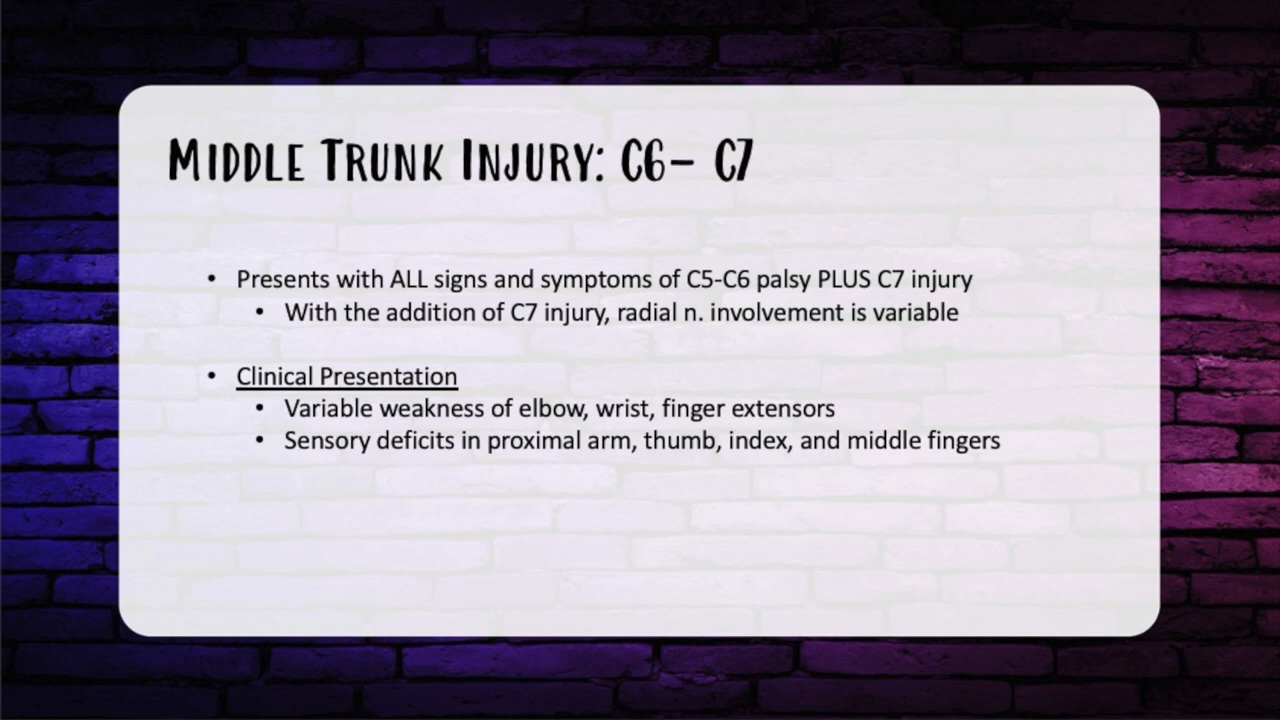 Middle Trunk Injury: C6– C7
• Presents with ALL signs and symptoms of C5-C6 palsy PLUS C7 injury
• With the addition of C7 injury, radial n. involvement is variable
• Clinical Presentation
• Variable weakness of elbow, wrist, finger extensors
• Sensory deficits in proximal arm, thumb, index, and middle fingers